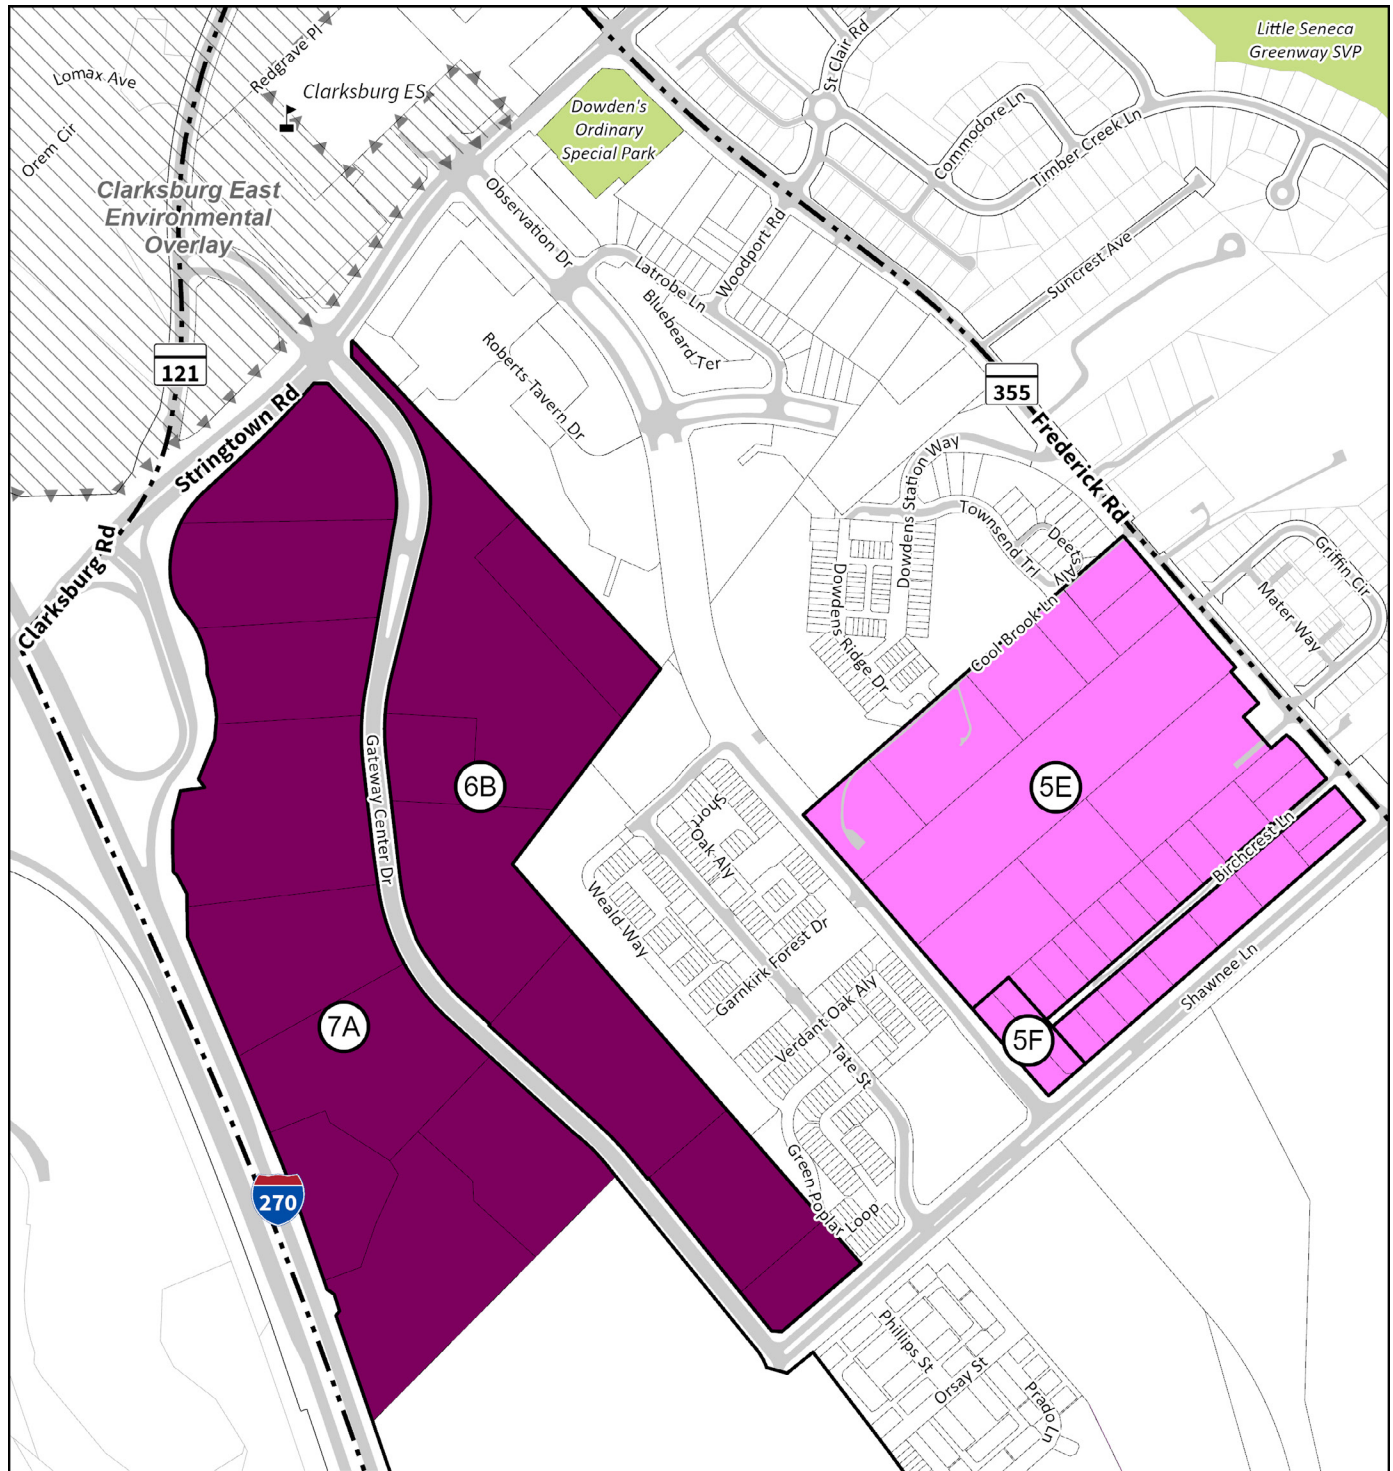 Little Seneca
Greenway SVP
St Clair Rd
Redgrave Pl
Lomax Ave
Clarksburg ES
Dowden's
Ordinary
Special Park
Commodore Ln
Timber Creek Ln
Orem Cir
Clarksburg East
Environmental
Overlay
Observation Dr
Woodport Rd
Latrobe Ln
Suncrest Ave
Bluebeard Ter
Roberts Tavern Dr
121
355
Stringtown Rd
Frederick Rd
Dowdens Station Way
Townsend Trl
Deets Aly
Clarksburg Rd
Griffin Cir
Mater Way
Dowdens Ridge Dr
Cool Brook Ln
Gateway Center Dr
6B
5E
Short Oak Aly
Birchcrest Ln
Weald Way
Garnkirk Forest Dr
Shawnee Ln
Verdant Oak Aly
7A
5F
Tate St
270
Green Poplar Loop
Phillips St
Orsay St
Prado Ln